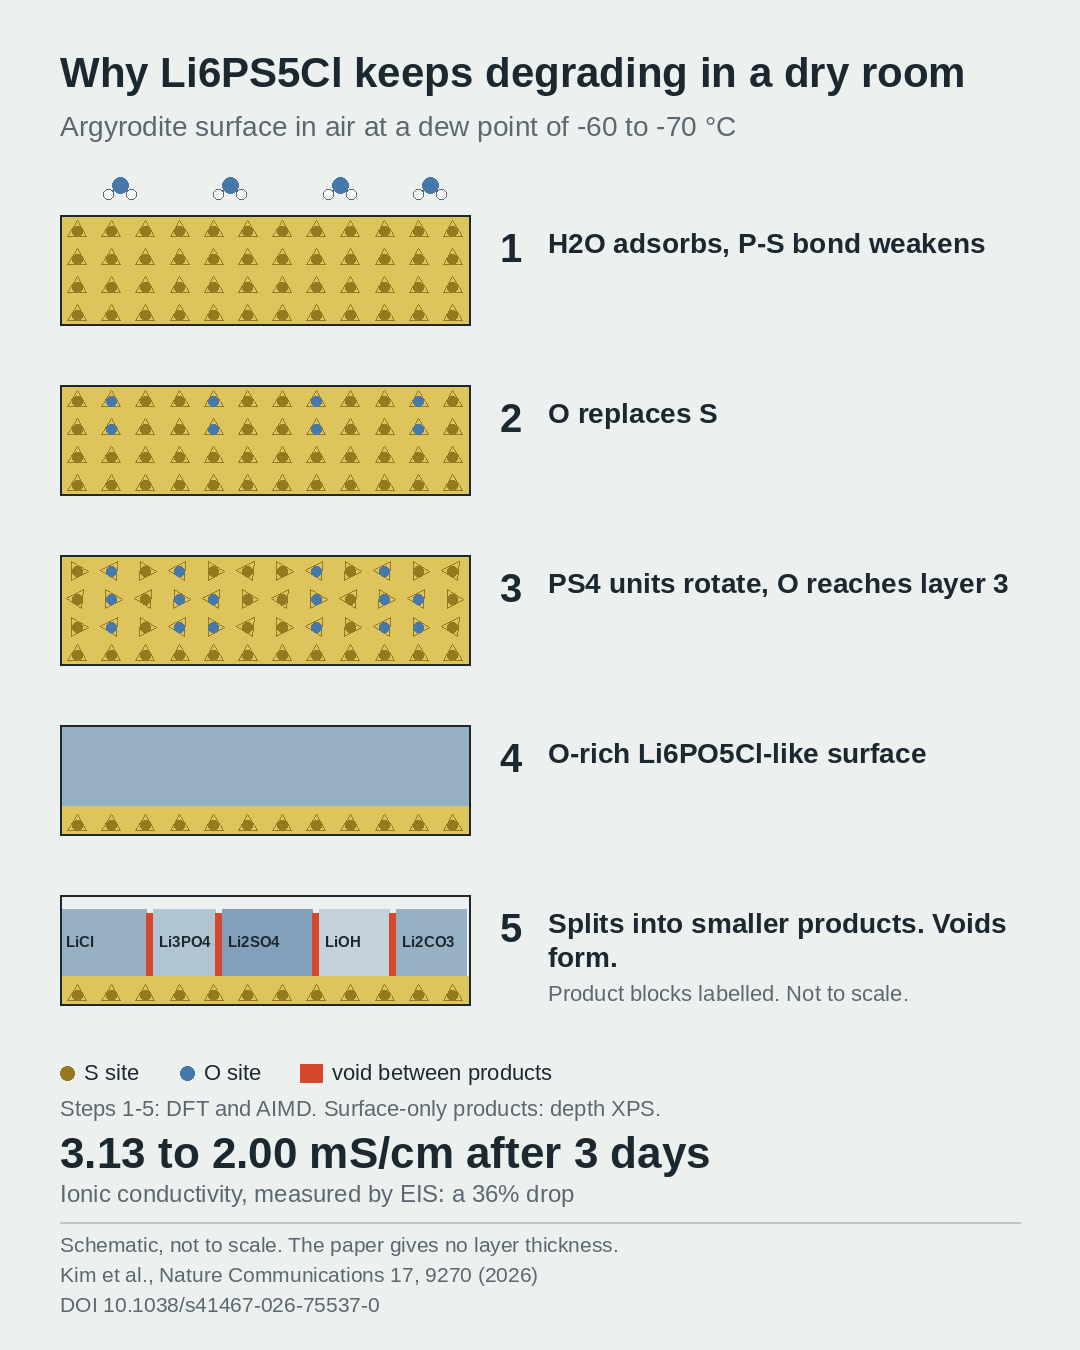 Why Li6PS5Cl keeps degrading in a dry room
Argyrodite surface in air at a dew point of -60 to -70 °C
1 H2O adsorbs, P-S bond weakens
2 O replaces S
3 PS4 units rotate, O reaches layer 3
4 O-rich Li6PO5Cl-like surface
5 Splits into smaller products. Voids
form.
Product blocks labelled. Not to scale.
LiCl Li3PO4 Li2SO4 LiOH Li2CO3
S site O site void between products
Steps 1-5: DFT and AIMD. Surface-only products: depth XPS.
3.13 to 2.00 mS/cm after 3 days
Ionic conductivity, measured by EIS: a 36% drop
Schematic, not to scale. The paper gives no layer thickness.
Kim et al., Nature Communications 17, 9270 (2026)
DOI 10.1038/s41467-026-75537-0